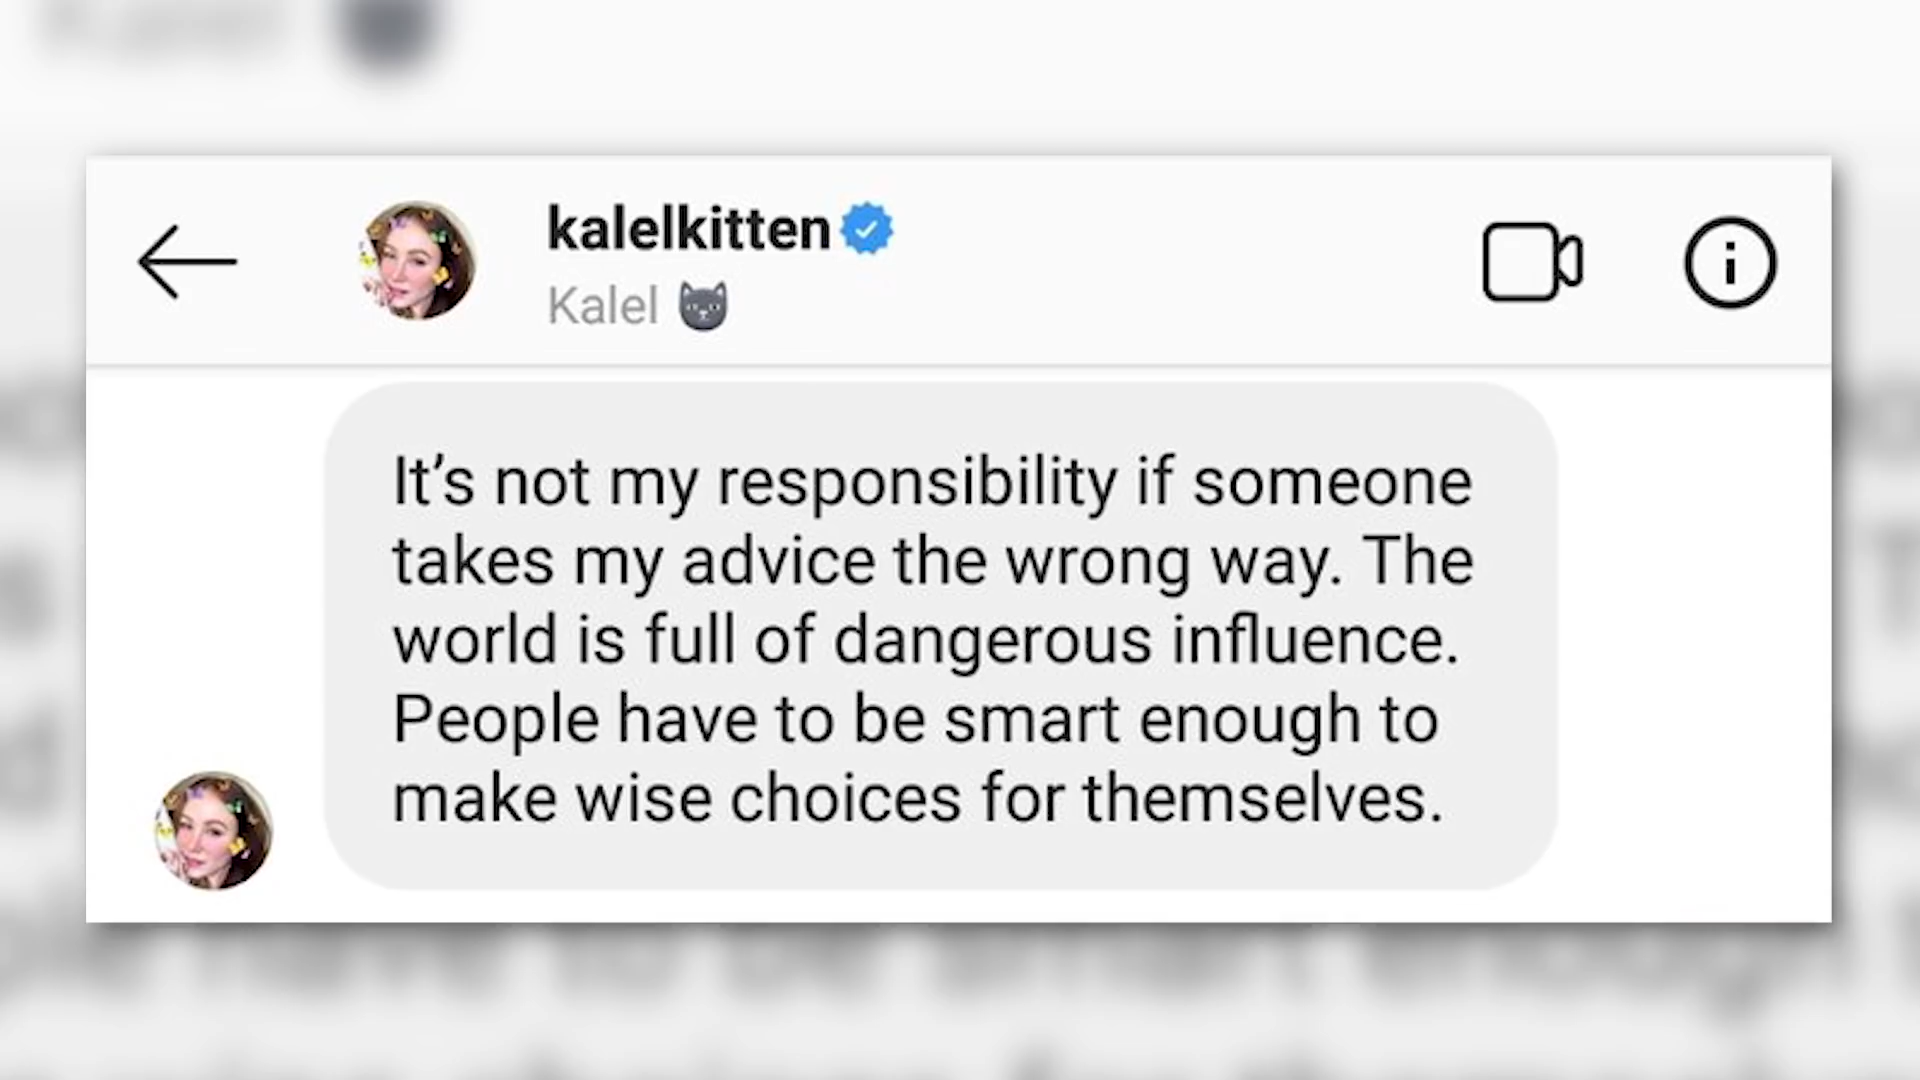 kalelkitten
Kalel
It’s not my responsibility if someone
takes my advice the wrong way. The
world is full of dangerous influence.
People have to be smart enough to
make wise choices for themselves.